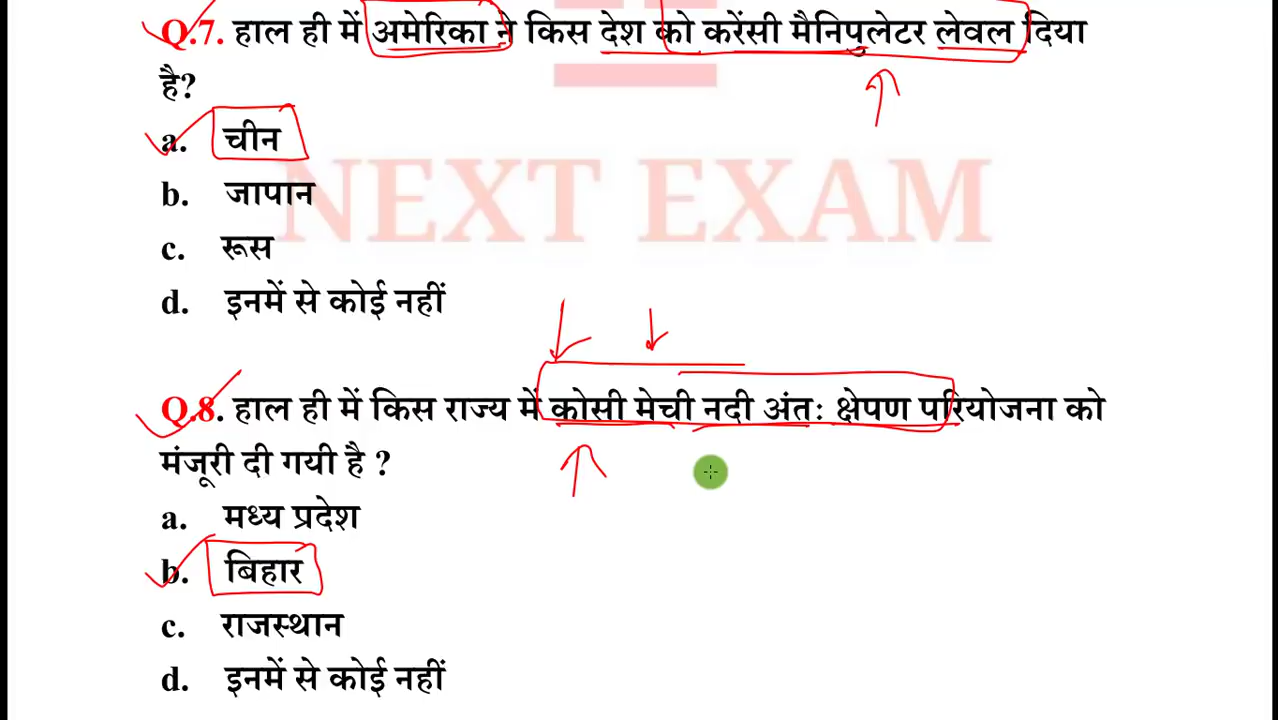 Q.7. हाल ही में अमेरिका ने किस देश को करेंसी मैनिपुलेटर लेवल दिया
है?
a. चीन
b. जापान
NEXT EXAM
c. रूस
d. इनमें से कोई नहीं
Q.8. हाल ही में किस राज्य में कोसी मेची नदी अंतः क्षेपण परियोजना को
मंजूरी दी गयी है ?
a. मध्य प्रदेश
b. बिहार
c. राजस्थान
d. इनमें से कोई नहीं